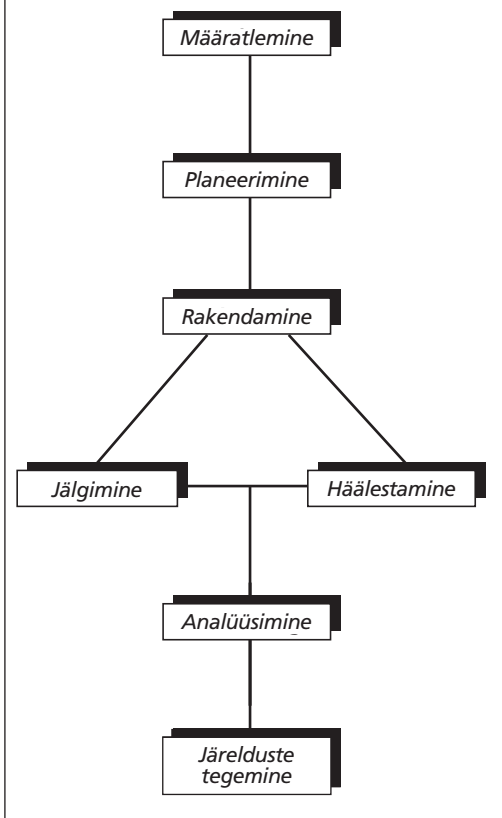 Määratlemine
Planeerimine
Rakendamine
Jälgimine
Häälestamine
Analüüsimine
Järelduste
tegemine